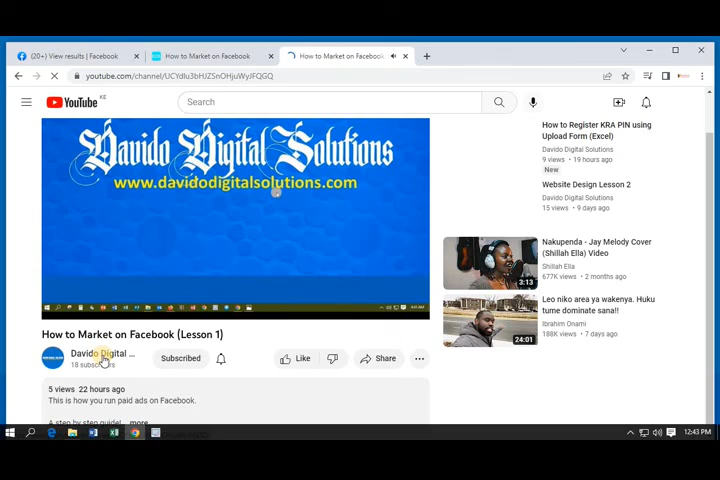 (20+) View results | Facebook
How to Market on Facebook
How to Market on Facebook
youtube.com/channel/UCYdIu3bHJZSnOHjuWyJFQGQ
YouTube KE
Search
Davido Digital Solutions
www.davidodigitalsolutions.com
How to Market on Facebook (Lesson 1)
Davido Digital ...
18 subscribers
Subscribed
Like
Share
5 views 22 hours ago
This is how you run paid ads on Facebook.
A step by step guide! more
How to Register KRA PIN using
Upload Form (Excel)
Davido Digital Solutions
9 views • 19 hours ago
New
Website Design Lesson 2
Davido Digital Solutions
15 views • 9 days ago
3:13
Nakupenda - Jay Melody Cover
(Shillah Ella) Video
Shillah Ella
677K views • 2 months ago
24:01
Leo niko area ya wakenya. Huku
tume dominate sana!!
Ibrahim Onami
188K views • 7 days ago
12:43 PM